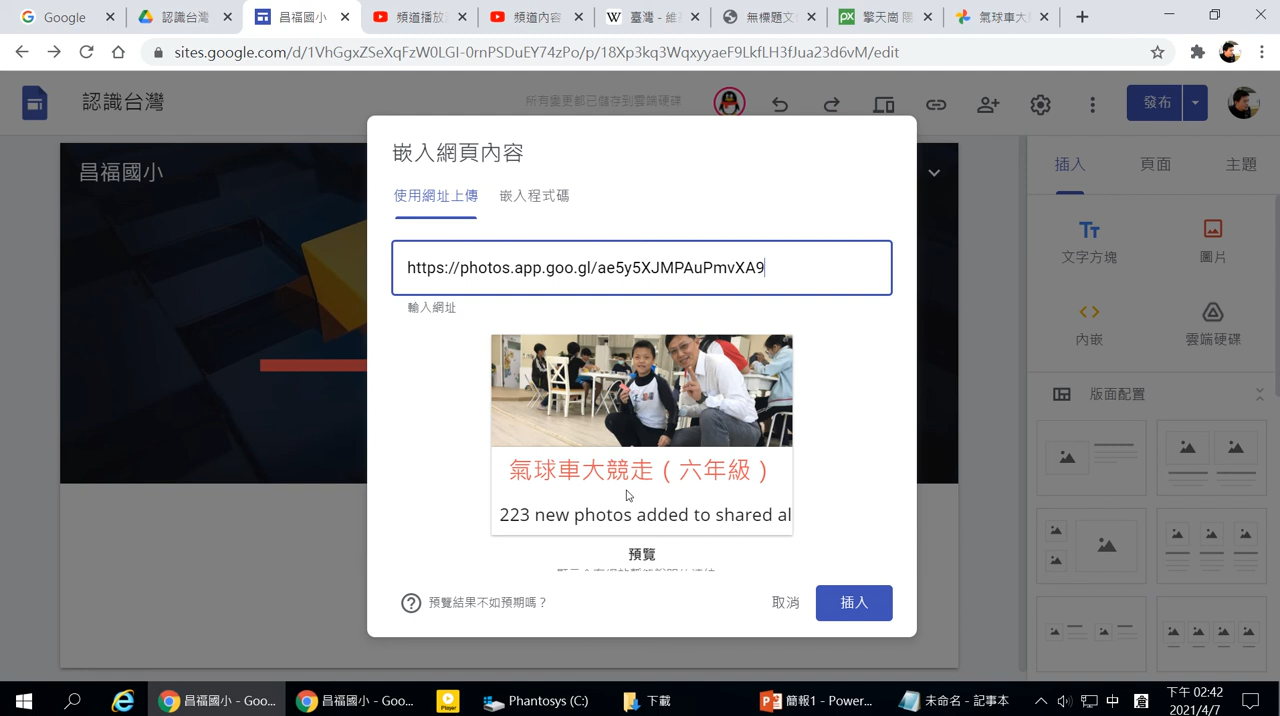 Google
認識台灣
昌福國小
頻道播放
頻道內容
臺灣 - 維
無標題文
擎天崗 陽
氣球車大
sites.google.com/d/1VhGgxZSeXqFzW0LGI-0rnPSDuEY74zPo/p/18Xp3kq3WqxyyaeF9LkfLH3fJua23d6vM/edit
認識台灣
所有變更都已儲存到雲端硬碟
發布
昌福國小
嵌入網頁內容
使用網址上傳 嵌入程式碼
https://photos.app.goo.gl/ae5y5XJMPAuPmvXA9
輸入網址
氣球車大競走（六年級）
223 new photos added to shared al
預覽
預覽結果不如預期嗎？
取消
插入
插入 頁面 主題
文字方塊 圖片
內嵌 雲端硬碟
版面配置
昌福國小 - Goo...
昌福國小 - Goo...
Player
Phantosys (C:)
下載
簡報1 - Power...
未命名 - 記事本
中
下午 02:42
2021/4/7